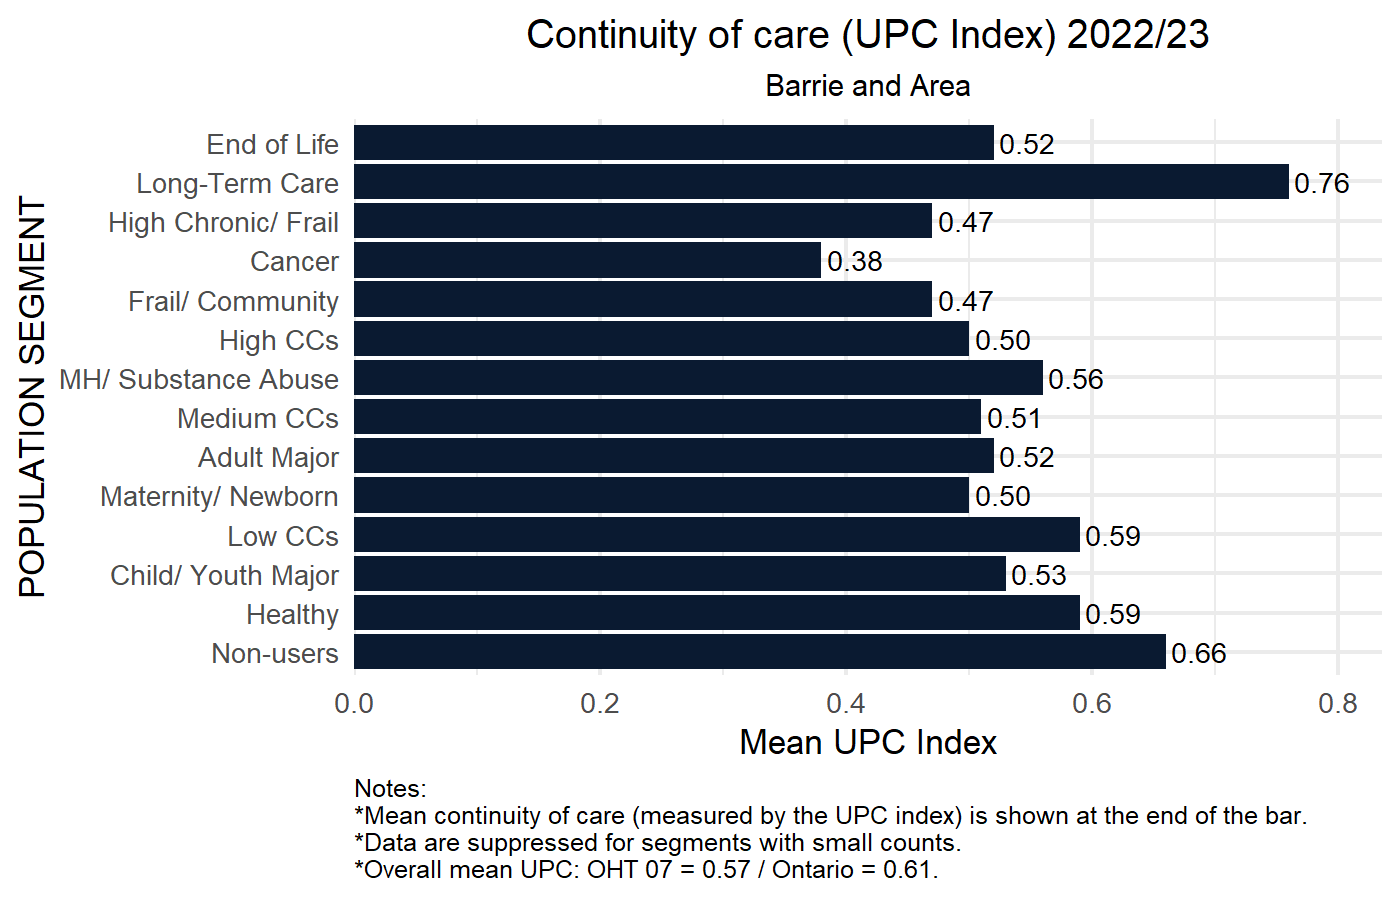 Continuity of care (UPC Index) 2022/23
Barrie and Area
POPULATION SEGMENT
End of Life 0.52
Long-Term Care 0.76
High Chronic/ Frail 0.47
Cancer 0.38
Frail/ Community 0.47
High CCs 0.50
MH/ Substance Abuse 0.56
Medium CCs 0.51
Adult Major 0.52
Maternity/ Newborn 0.50
Low CCs 0.59
Child/ Youth Major 0.53
Healthy 0.59
Non-users 0.66
0.0 0.2 0.4 0.6 0.8
Mean UPC Index
Notes:
*Mean continuity of care (measured by the UPC index) is shown at the end of the bar.
*Data are suppressed for segments with small counts.
*Overall mean UPC: OHT 07 = 0.57 / Ontario = 0.61.